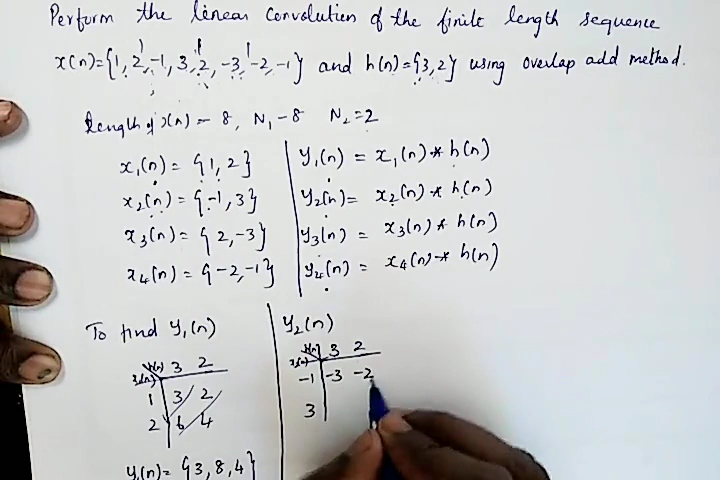 Perform the linear Convolution of the finite length sequence
x(n)={1, 2, -1, 3, 2, -3, -2, -1} and h(n)={3,2} using overlap add method.
Length of x(n) - 8, N1 - 8 N2 = 2
x1(n) = {1, 2} y1(n) = x1(n) * h(n)
x2(n) = {-1, 3} y2(n) = x2(n) * h(n)
x3(n) = {2, -3} y3(n) = x3(n) * h(n)
x4(n) = {-2, -1} y4(n) = x4(n) * h(n)
To find y1(n)
h(n) 3 2
1 3 2
2 6 4
y1(n) = {3, 8, 4}
y2(n)
h(n) 3 2
-1 -3 -2
3